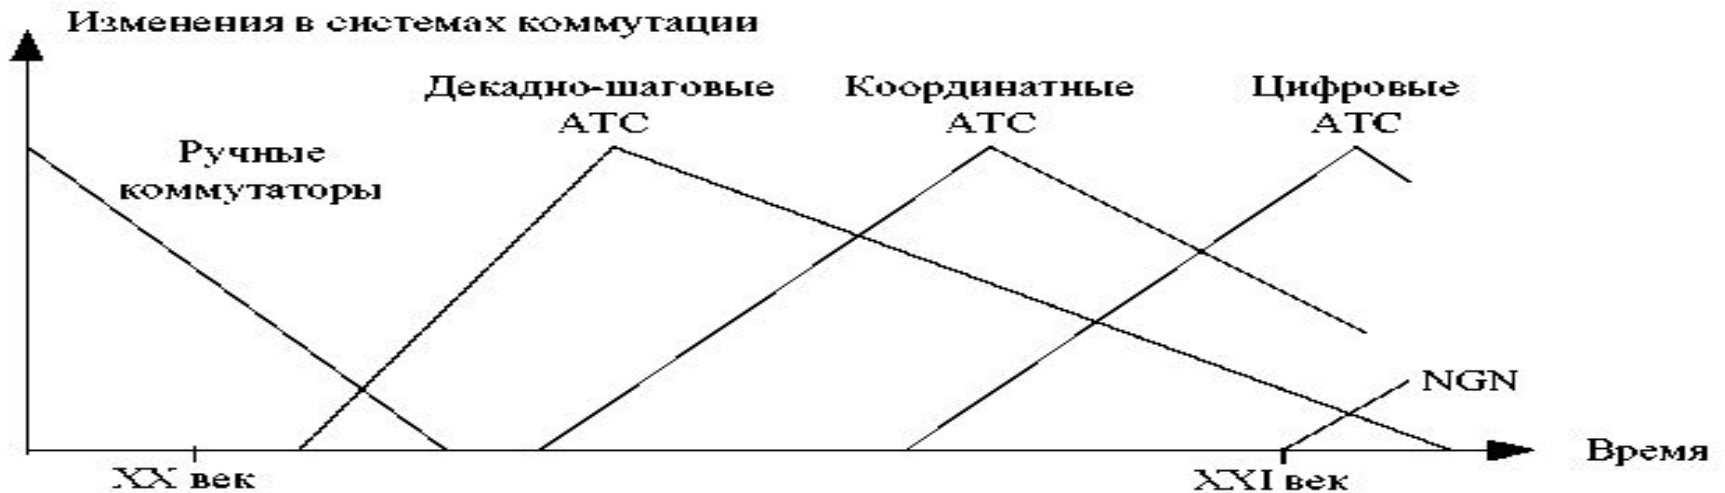 Изменения в системах коммутации
Декадно-шаговые
АТС
Координатные
АТС
Цифровые
АТС
Ручные
коммутаторы
NGN
Время
XX век
XXI век